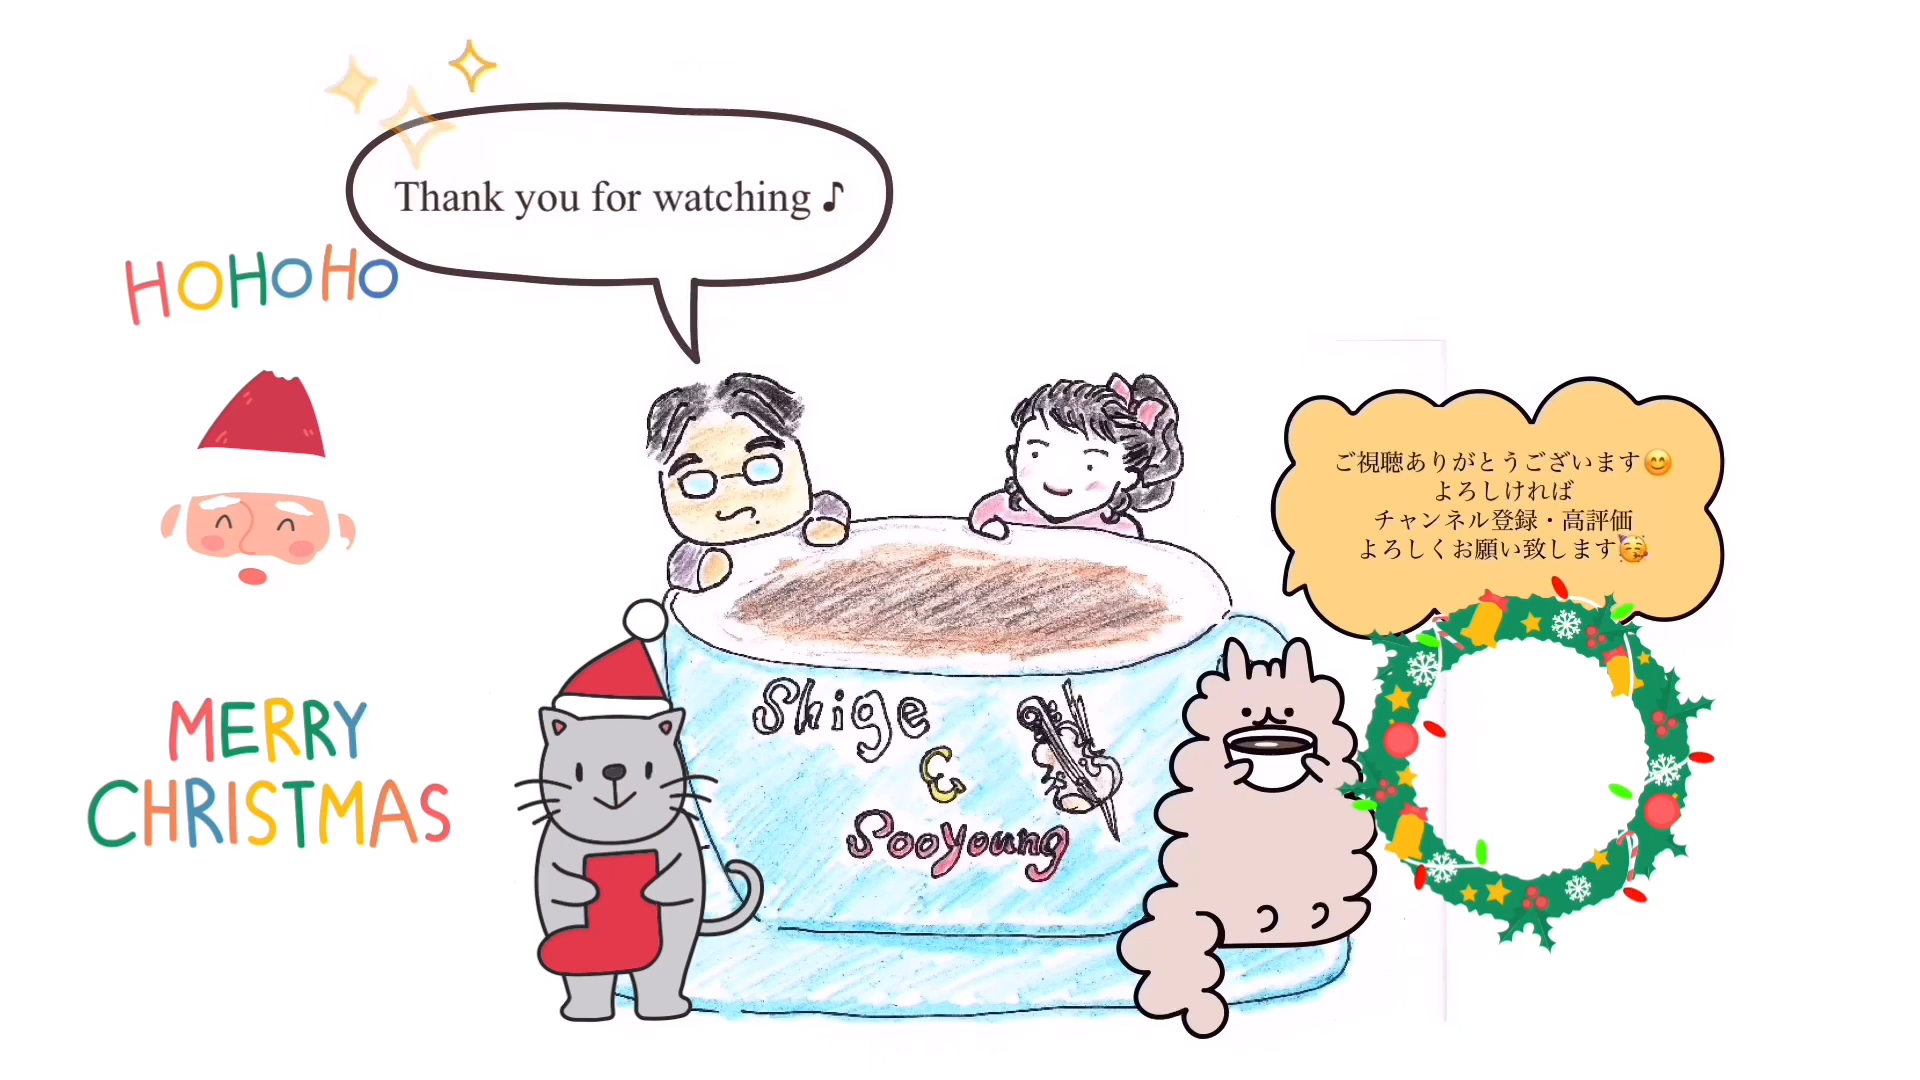 Thank you for watching ♪
HOHOHO
ご視聴ありがとうございます😊
よろしければ
チャンネル登録・高評価
よろしくお願い致します🥳
Shige
&
Sooyoung
MERRY
CHRISTMAS